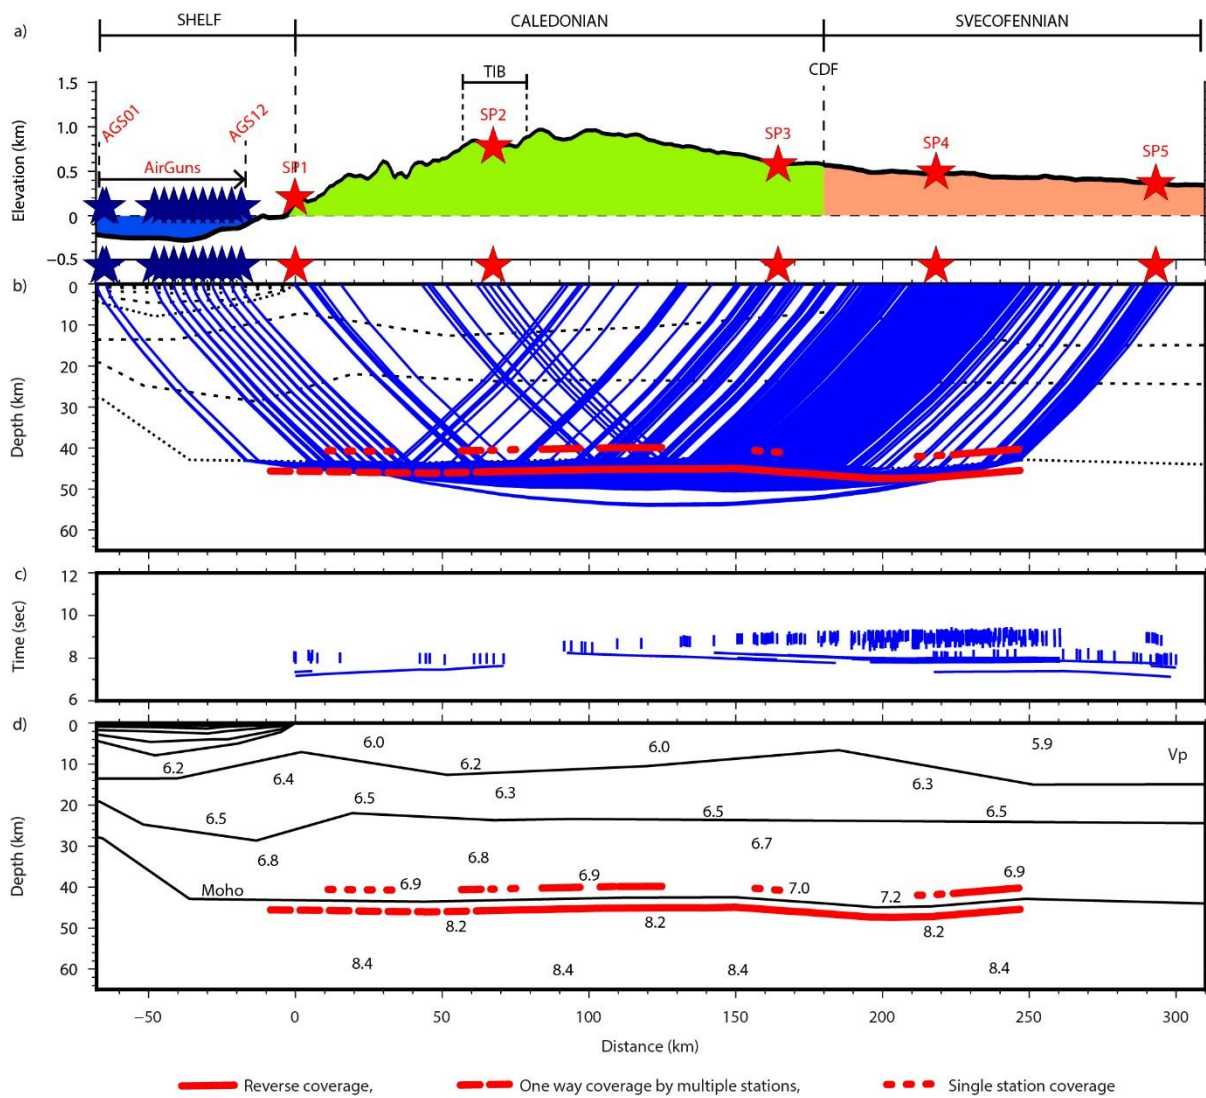 SHELF CALEDONIAN SVECOFENNIAN
a)
TIB CDF
1.5
1.0
0.5
0
−0.5
Elevation (km)
AGS01 AGS12
AirGuns
SP1 SP2 SP3 SP4 SP5
b)
0
10
20
30
40
50
60
Depth (km)
c)
12
10
8
6
Time (sec)
d)
0
10
20
30
40
50
60
Depth (km)
6.0 6.0 5.9
Vp
6.2 6.4 6.2 6.3 6.3
6.5 6.5 6.5 6.5
6.8 6.8 6.7
Moho 6.9 6.9 7.0 7.2 6.9
8.2 8.2 8.2
8.4 8.4 8.4 8.4
−50 0 50 100 150 200 250 300
Distance (km)
Reverse coverage, One way coverage by multiple stations, Single station coverage